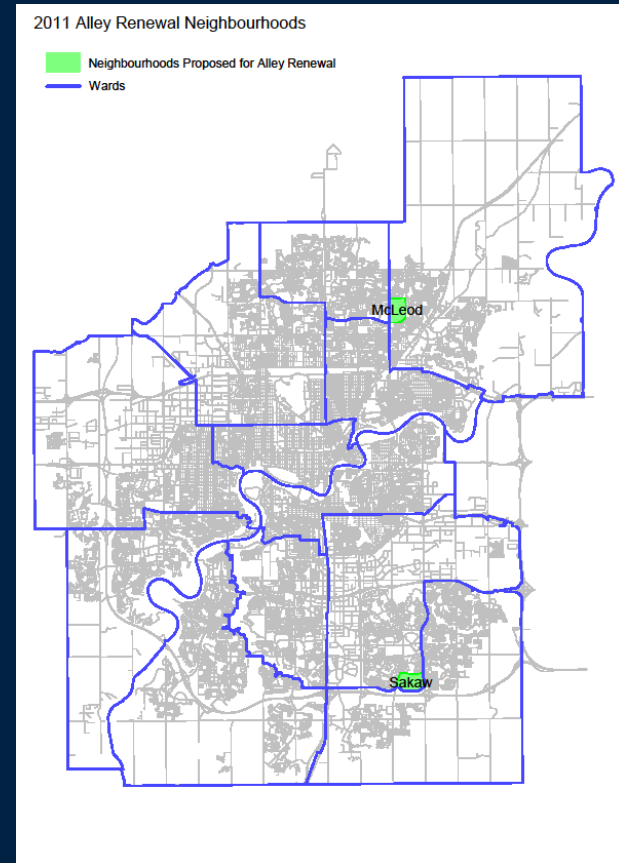 2011 Alley Renewal Neighbourhoods
Neighbourhoods Proposed for Alley Renewal
Wards
McLeod
Sakaw